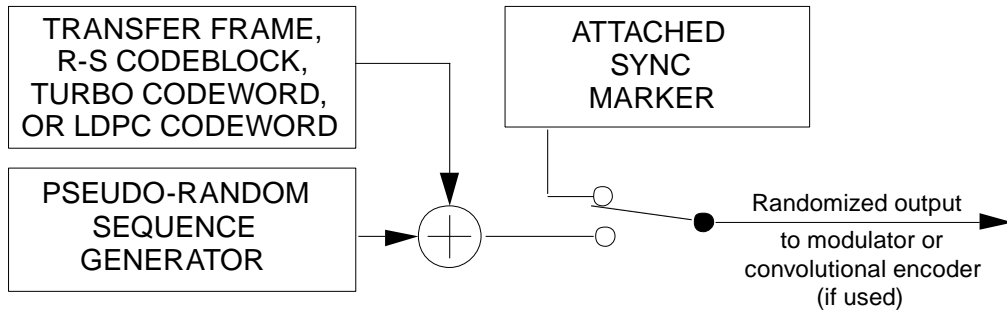 TRANSFER FRAME,
R-S CODEBLOCK,
TURBO CODEWORD,
OR LDPC CODEWORD
ATTACHED
SYNC
MARKER
PSEUDO-RANDOM
SEQUENCE
GENERATOR
Randomized output
to modulator or
convolutional encoder
(if used)